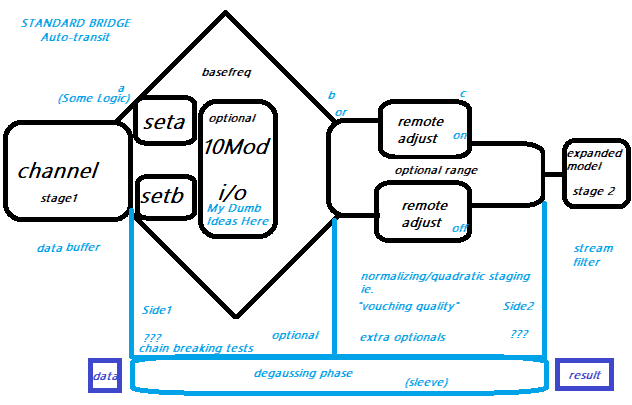 STANDARD BRIDGE
Auto-transit
basefreq
a
(Some Logic)
b
or
c
seta
optional
10Mod
i/o
My Dumb
Ideas Here
setb
channel
stage1
data buffer
remote
adjust
on
optional range
remote
adjust
off
expanded
model
stage 2
stream
filter
normalizing/quadratic staging
ie.
"vouching quality"
Side1
???
chain breaking tests
optional
Side2
???
extra optionals
data
degaussing phase
(sleeve)
result